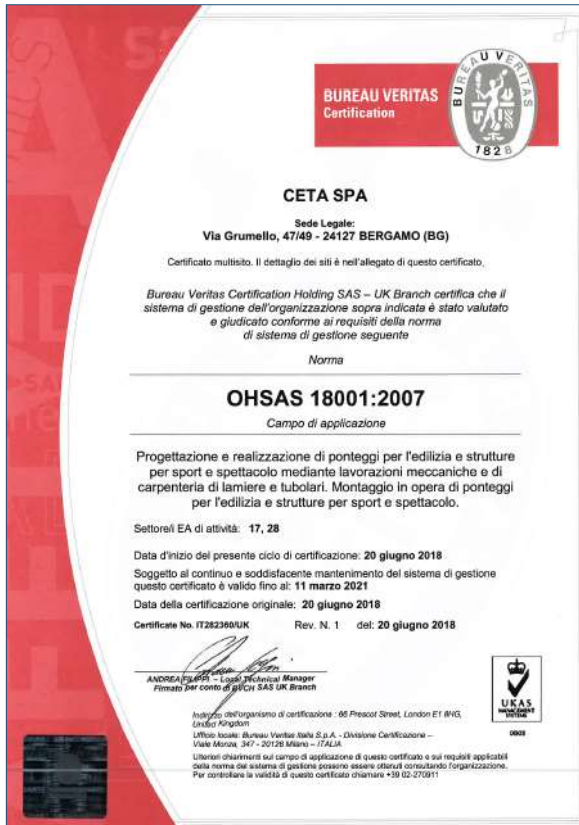 BUREAU VERITAS
Certification
BUREAU VERITAS
1828
CETA SPA
Sede Legale:
Via Grumello, 47/49 - 24127 BERGAMO (BG)
Certificato multisito. Il dettaglio dei siti è nell'allegato di questo certificato.
Bureau Veritas Certification Holding SAS – UK Branch certifica che il
sistema di gestione dell'organizzazione sopra indicata è stato valutato
e giudicato conforme ai requisiti della norma
di sistema di gestione seguente
Norma
OHSAS 18001:2007
Campo di applicazione
Progettazione e realizzazione di ponteggi per l'edilizia e strutture
per sport e spettacolo mediante lavorazioni meccaniche e di
carpenteria di lamiere e tubolari. Montaggio in opera di ponteggi
per l'edilizia e strutture per sport e spettacolo.
Settore/i EA di attività: 17, 28
Data d'inizio del presente ciclo di certificazione: 20 giugno 2018
Soggetto al continuo e soddisfacente mantenimento del sistema di gestione
questo certificato è valido fino al: 11 marzo 2021
Data della certificazione originale: 20 giugno 2018
Certificate No. IT282360/UK Rev. N. 1 del: 20 giugno 2018
ANDREA FILIPPI – Local Technical Manager
Firmato per conto di BVCH SAS UK Branch
Indirizzo dell'organismo di certificazione : 66 Prescot Street, London E1 8HG,
United Kingdom
Ufficio locale: Bureau Veritas Italia S.p.A. - Divisione Certificazione –
Viale Monza, 347 - 20126 Milano – ITALIA
Ulteriori chiarimenti sul campo di applicazione di questo certificato e sui requisiti applicabili
della norma del sistema di gestione possono essere ottenuti consultando l'organizzazione.
Per controllare la validità di questo certificato chiamare +39 02-270911
UKAS
MANAGEMENT
SYSTEMS
0008